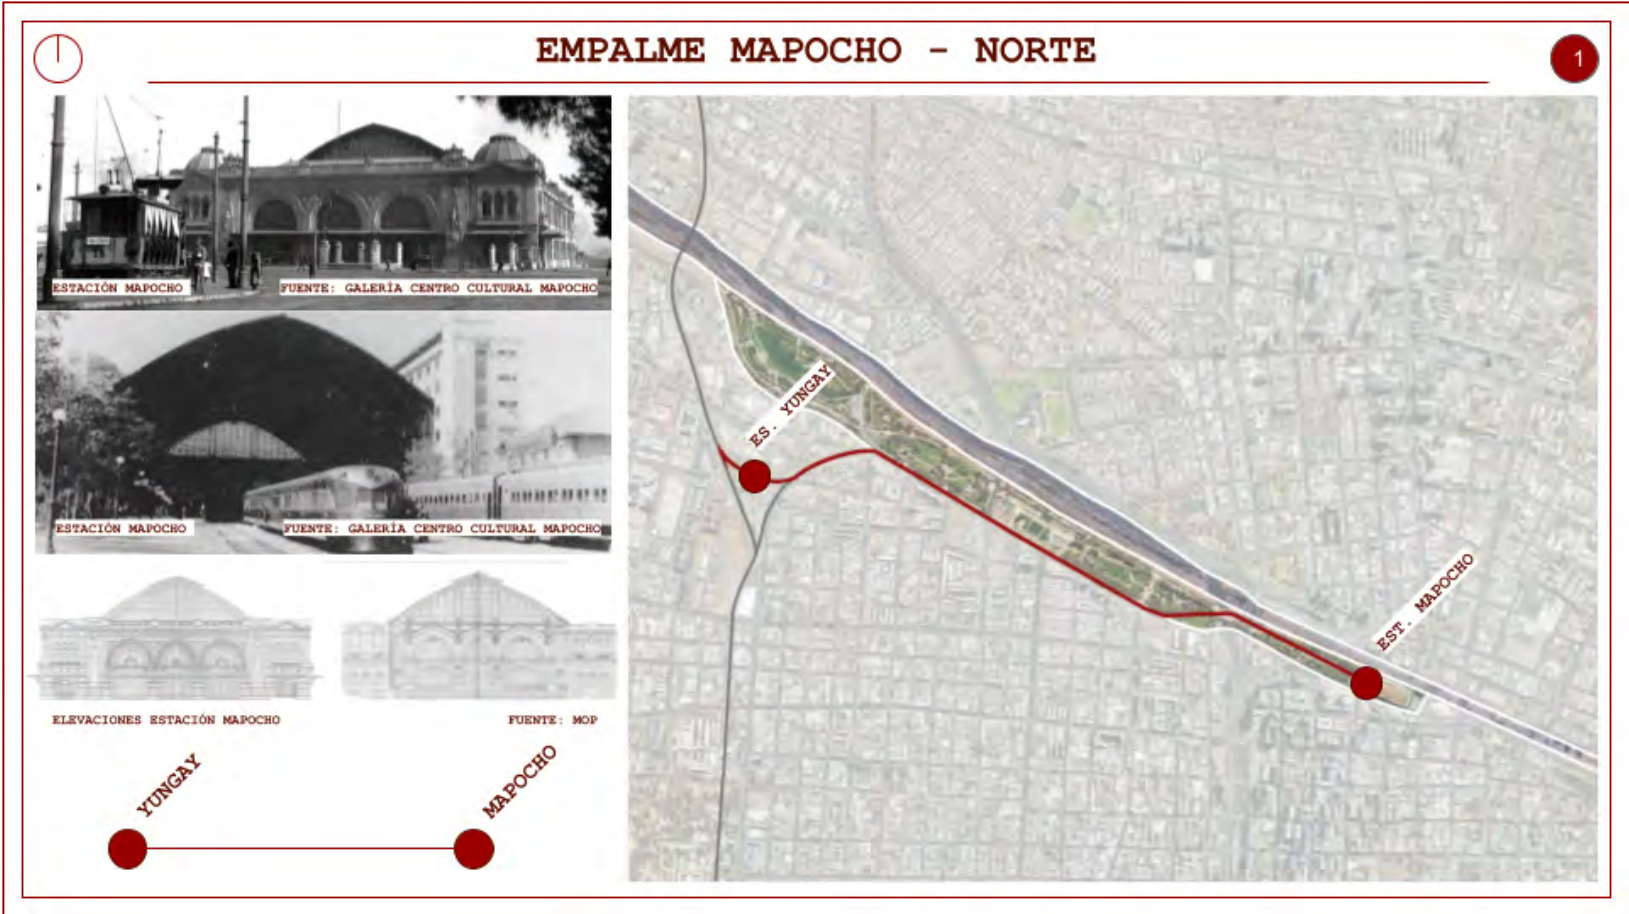 EMPALME MAPOCHO - NORTE
1
ESTACIÓN MAPOCHO
FUENTE: GALERÍA CENTRO CULTURAL MAPOCHO
ESTACIÓN MAPOCHO
FUENTE: GALERÍA CENTRO CULTURAL MAPOCHO
ELEVACIONES ESTACIÓN MAPOCHO
FUENTE: MOP
YUNGAY
MAPOCHO
ES. YUNGAY
EST. MAPOCHO